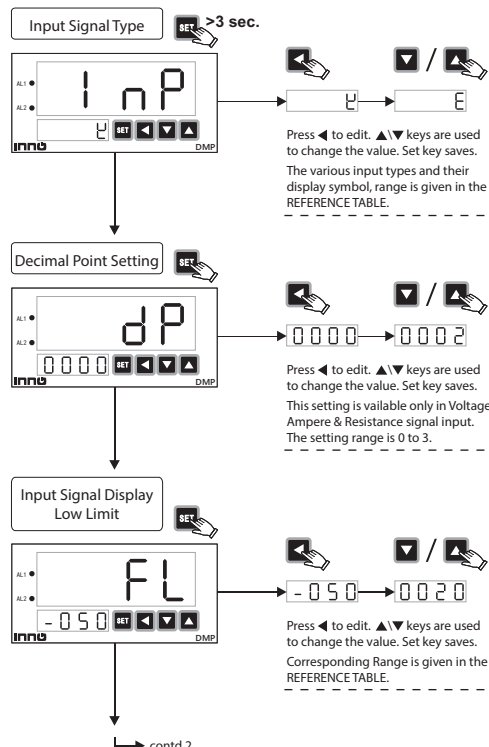 Input Signal Type
SET
>3 sec.
AL1
InP
AL2
SET
INNO
DMP
E
Press ◀ to edit. ▲\▼ keys are used
to change the value. Set key saves.
The various input types and their
display symbol, range is given in the
REFERENCE TABLE.
Decimal Point Setting
SET
AL1
dP
AL2
0000
SET
INNO
DMP
0000
0002
Press ◀ to edit. ▲\▼ keys are used
to change the value. Set key saves.
This setting is vailable only in Voltage
Ampere & Resistance signal input.
The setting range is 0 to 3.
Input Signal Display
Low Limit
SET
AL1
FL
AL2
-050
SET
INNO
DMP
-050
0020
Press ◀ to edit. ▲\▼ keys are used
to change the value. Set key saves.
Corresponding Range is given in the
REFERENCE TABLE.
contd 2